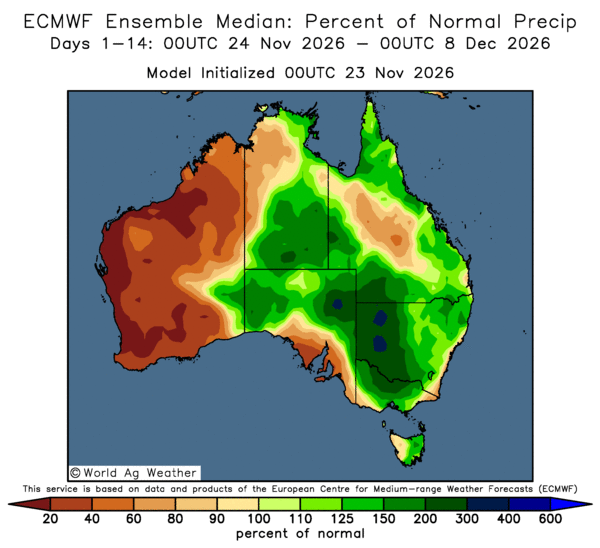 ECMWF Ensemble Median: Percent of Normal Precip
Days 1–14: 00UTC 24 Nov 2026 – 00UTC 8 Dec 2026
Model Initialized 00UTC 23 Nov 2026
© World Ag Weather
This service is based on data and products of the European Centre for Medium-range Weather Forecasts (ECMWF)
20 40 60 80 90 100 110 125 150 200 300 400 600
percent of normal